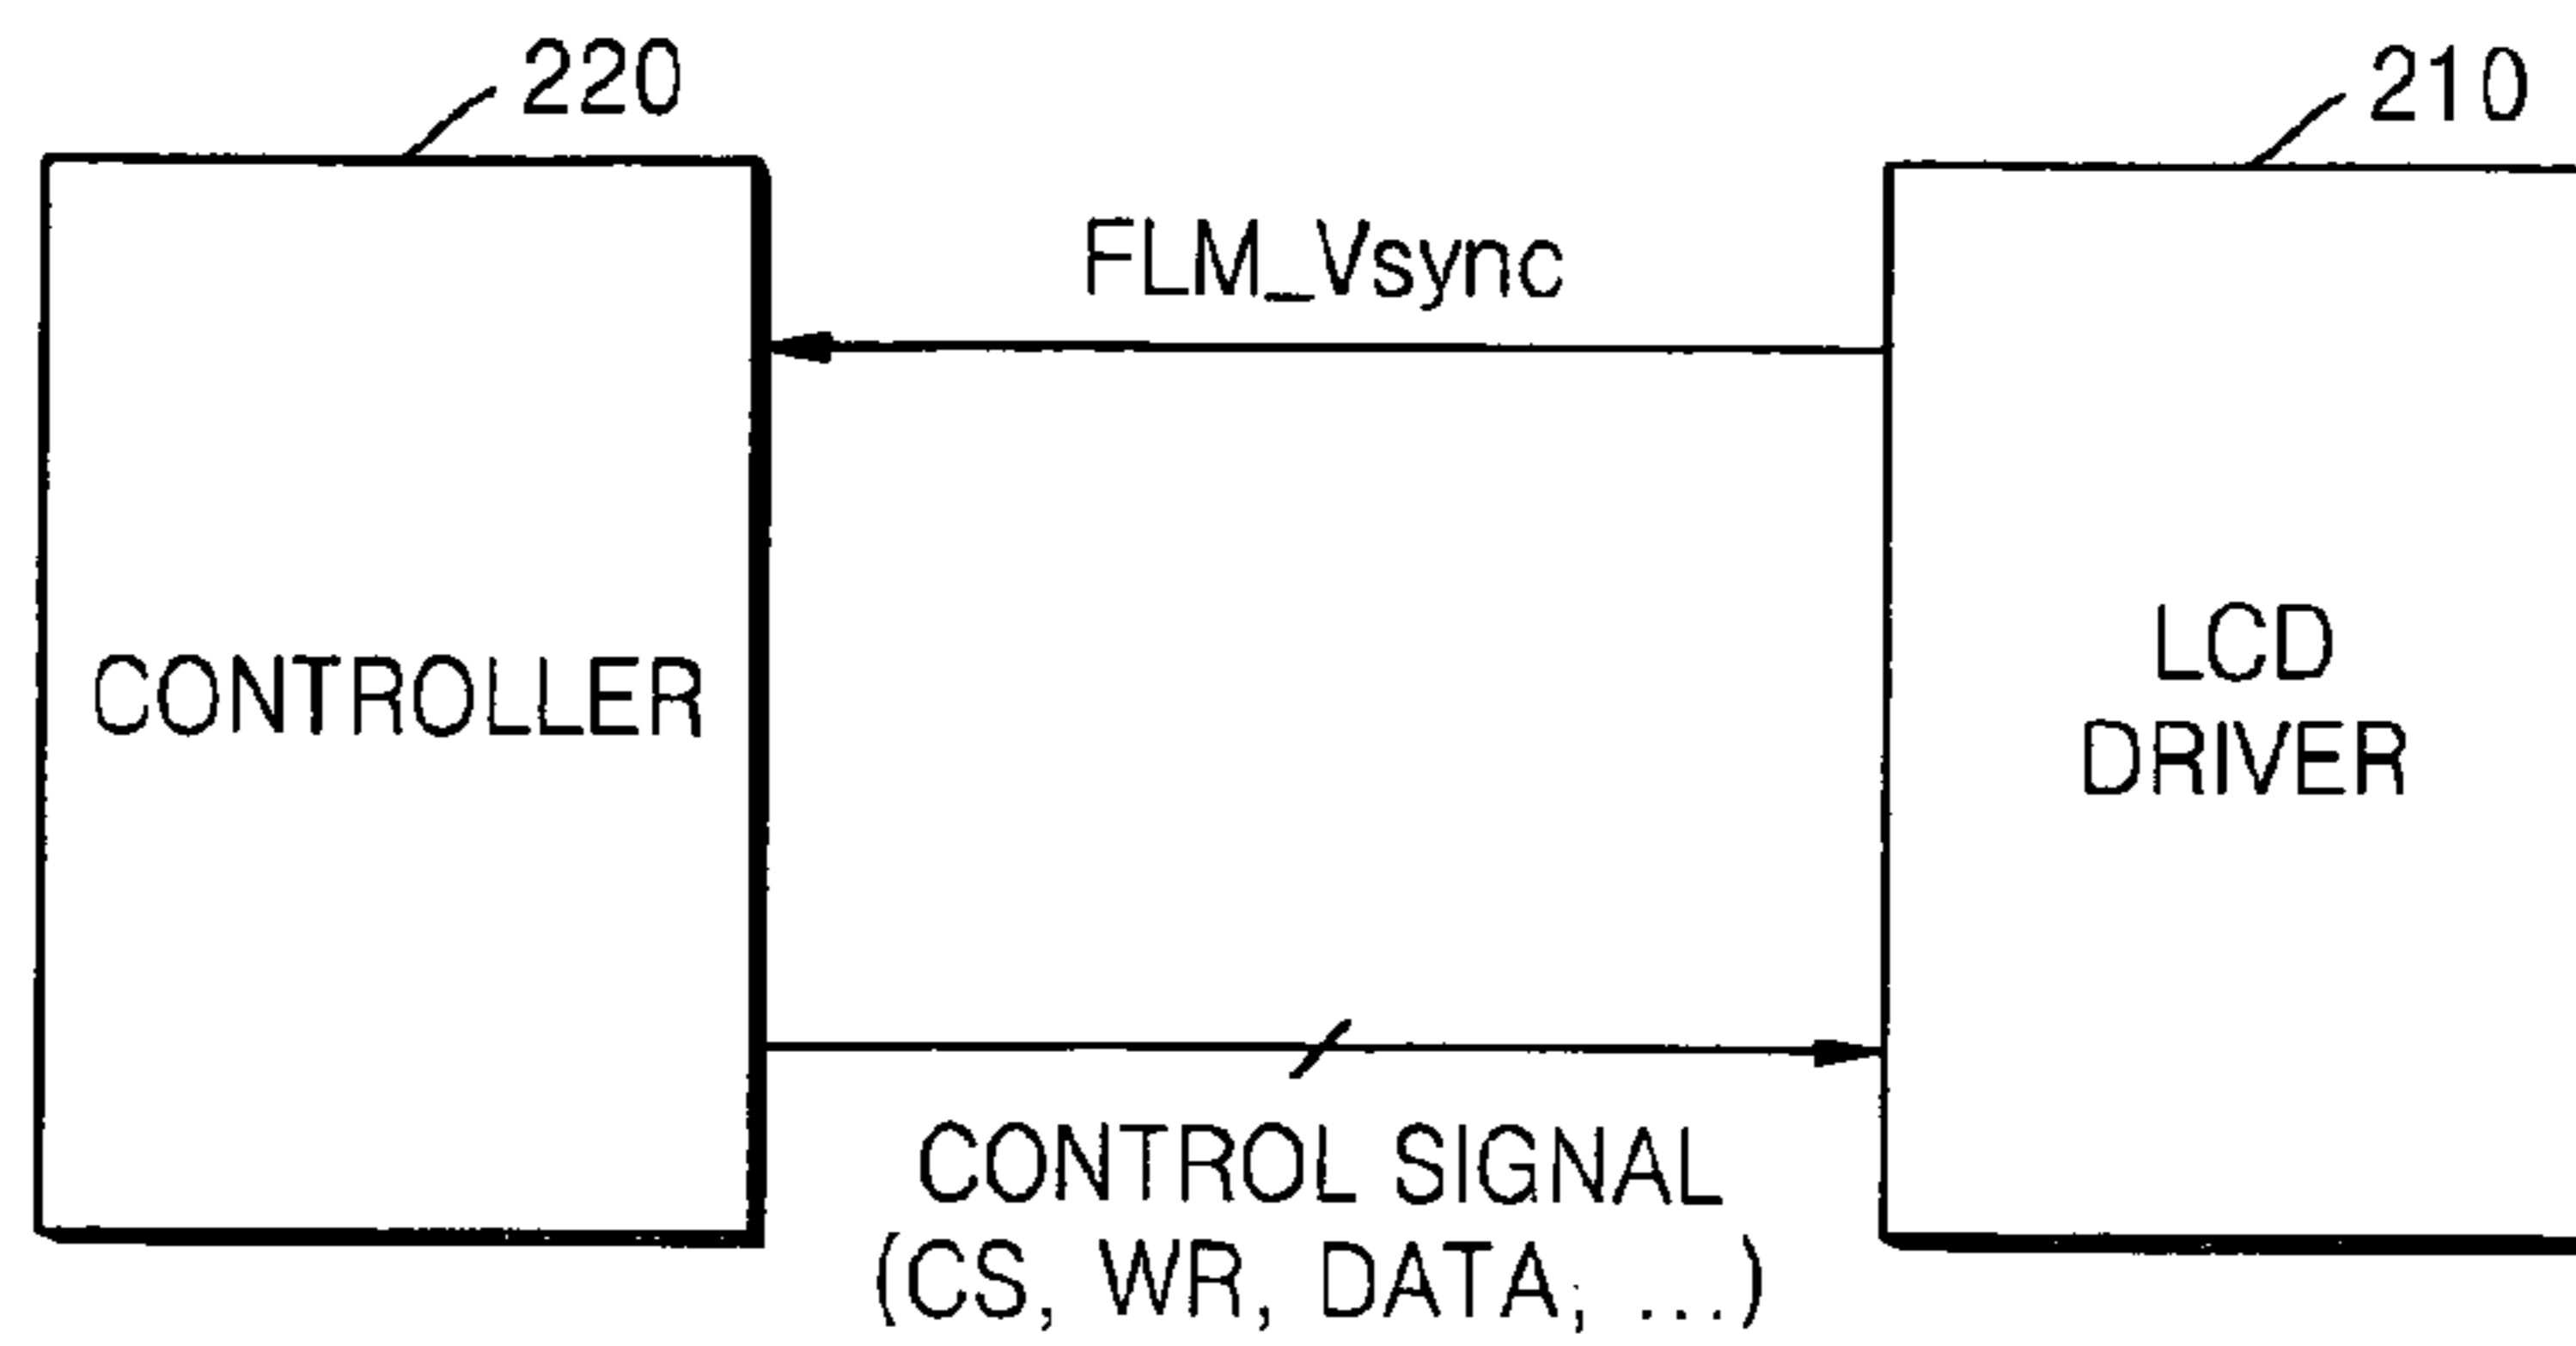 220
210
FLM_Vsync
CONTROLLER
LCD
DRIVER
CONTROL SIGNAL
(CS, WR, DATA, ...)